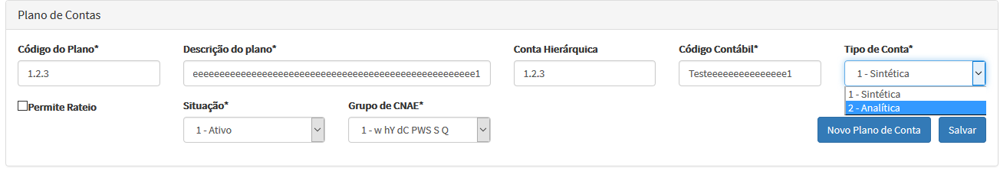 Plano de Contas
Código do Plano* Descrição do plano* Conta Hierárquica Código Contábil* Tipo de Conta*
1.2.3 eeeeeeeeeeeeeeeeeeeeeeeeeeeeeeeeeeeeeeeeeeeeeeeeeeeee1 1.2.3 Testeeeeeeeeeeeeeee1 1 - Sintética
1 - Sintética
Permite Rateio Situação* Grupo de CNAE* 2 - Analítica
1 - Ativo 1 - w hY dC PWS S Q Novo Plano de Conta Salvar